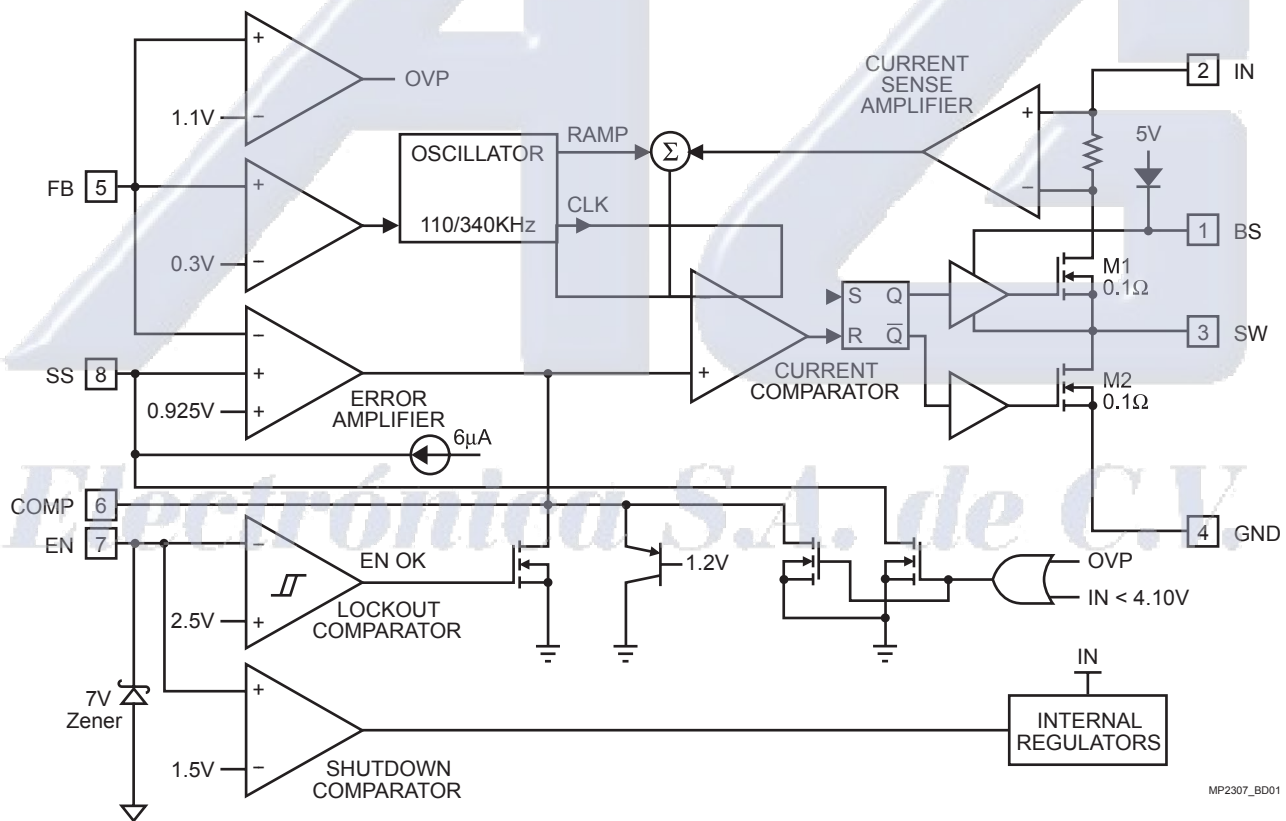 +
OVP
1.1V
−
CURRENT
SENSE
AMPLIFIER
2 IN
+
5V
RAMP
OSCILLATOR
Σ
FB 5
+
−
CLK
110/340KHz
1 BS
0.3V
−
M1
0.1Ω
S Q
R Q̅
3 SW
−
SS 8
+
+
0.925V
+
ERROR
AMPLIFIER
CURRENT
COMPARATOR
M2
0.1Ω
6µA
COMP 6
Electrónica S.A. de C.V.
EN 7
−
4 GND
EN OK
1.2V
OVP
IN < 4.10V
2.5V
+
LOCKOUT
COMPARATOR
IN
7V
Zener
+
INTERNAL
REGULATORS
1.5V
−
SHUTDOWN
COMPARATOR
MP2307_BD01